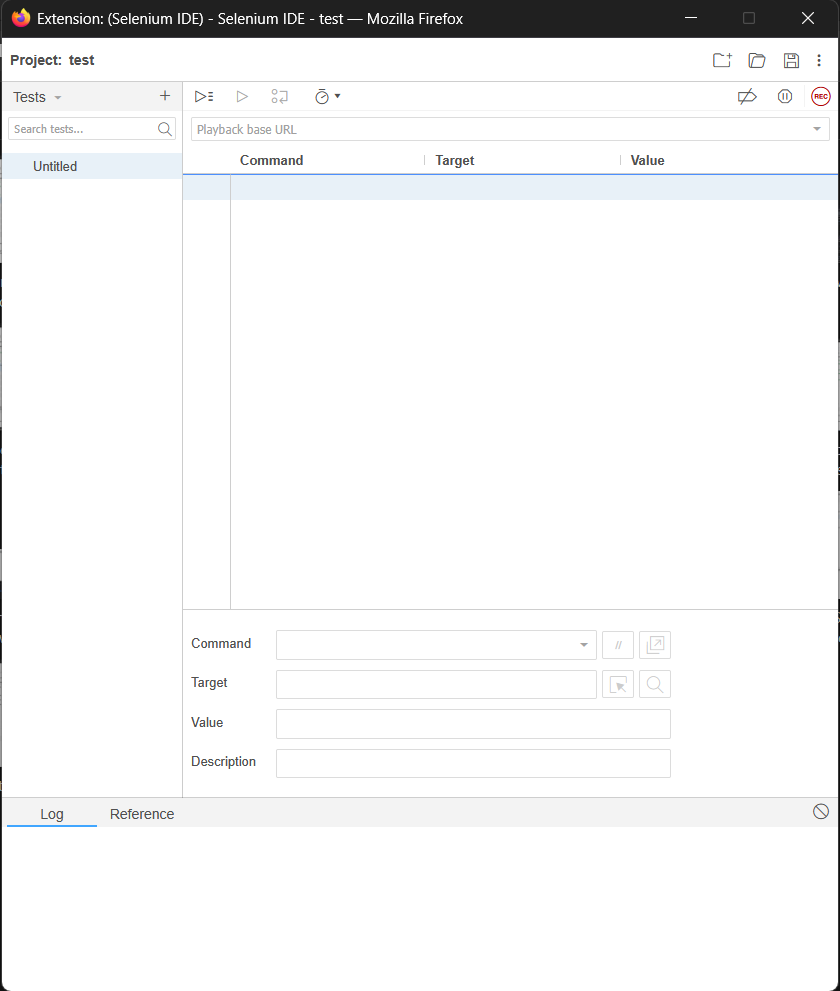 Extension: (Selenium IDE) - Selenium IDE - test — Mozilla Firefox
Project: test
Tests
+
REC
Search tests...
Playback base URL
Untitled
Command Target Value
Command
//
Target
Value
Description
Log Reference